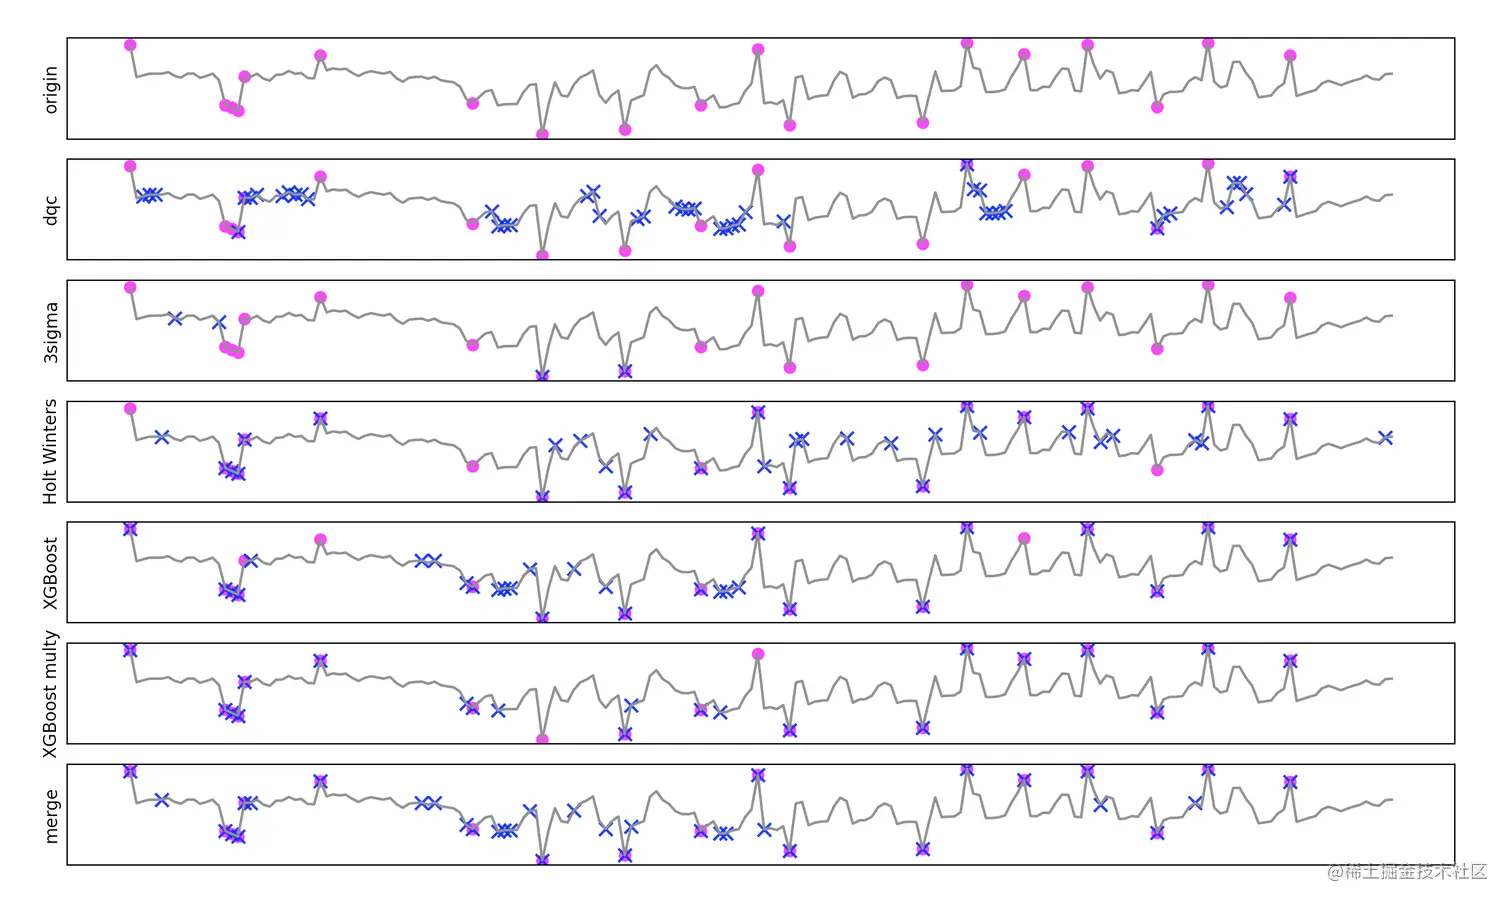 origin
dqc
3sigma
Holt Winters
XGBoost
XGBoost multy
merge
@稀土掘金技术社区